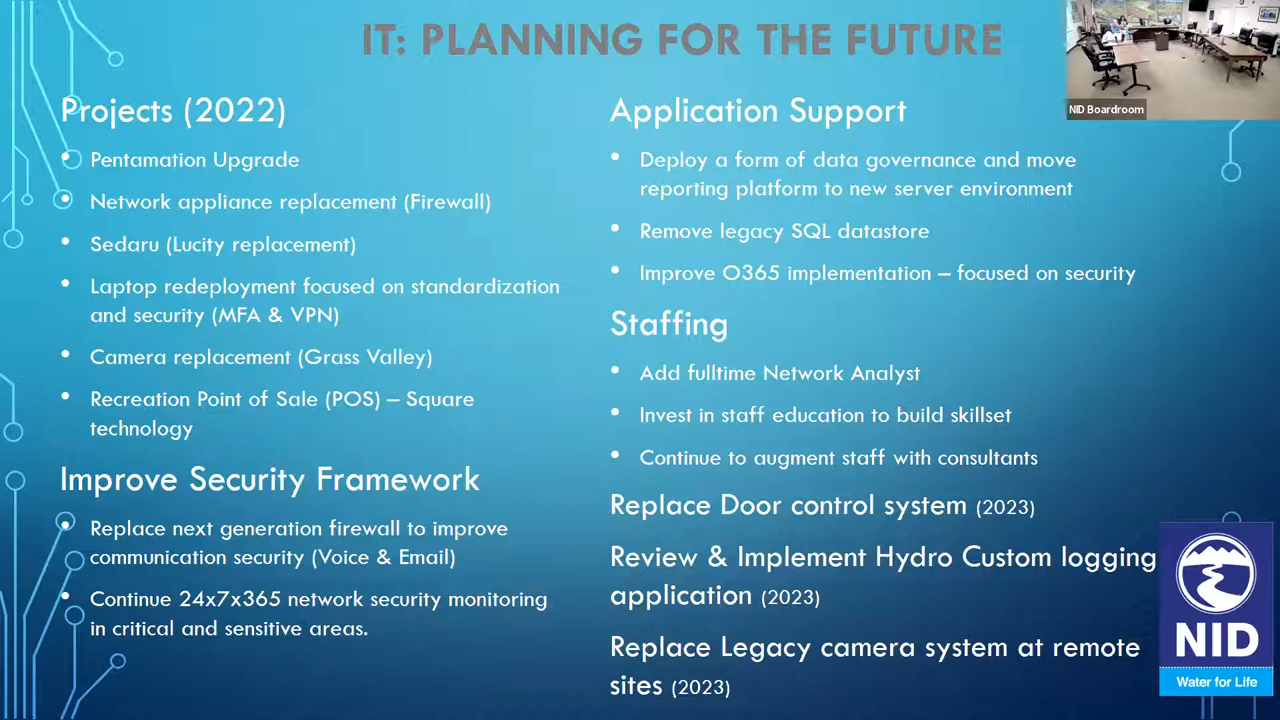 IT: PLANNING FOR THE FUTURE
Projects (2022)
• Pentamation Upgrade
• Network appliance replacement (Firewall)
• Sedaru (Lucity replacement)
• Laptop redeployment focused on standardization
and security (MFA & VPN)
• Camera replacement (Grass Valley)
• Recreation Point of Sale (POS) – Square
technology
Improve Security Framework
• Replace next generation firewall to improve
communication security (Voice & Email)
• Continue 24x7x365 network security monitoring
in critical and sensitive areas.
Application Support
• Deploy a form of data governance and move
reporting platform to new server environment
• Remove legacy SQL datastore
• Improve O365 implementation – focused on security
Staffing
• Add fulltime Network Analyst
• Invest in staff education to build skillset
• Continue to augment staff with consultants
Replace Door control system (2023)
Review & Implement Hydro Custom logging
application (2023)
Replace Legacy camera system at remote
sites (2023)
NID Boardroom
NID
Water for Life